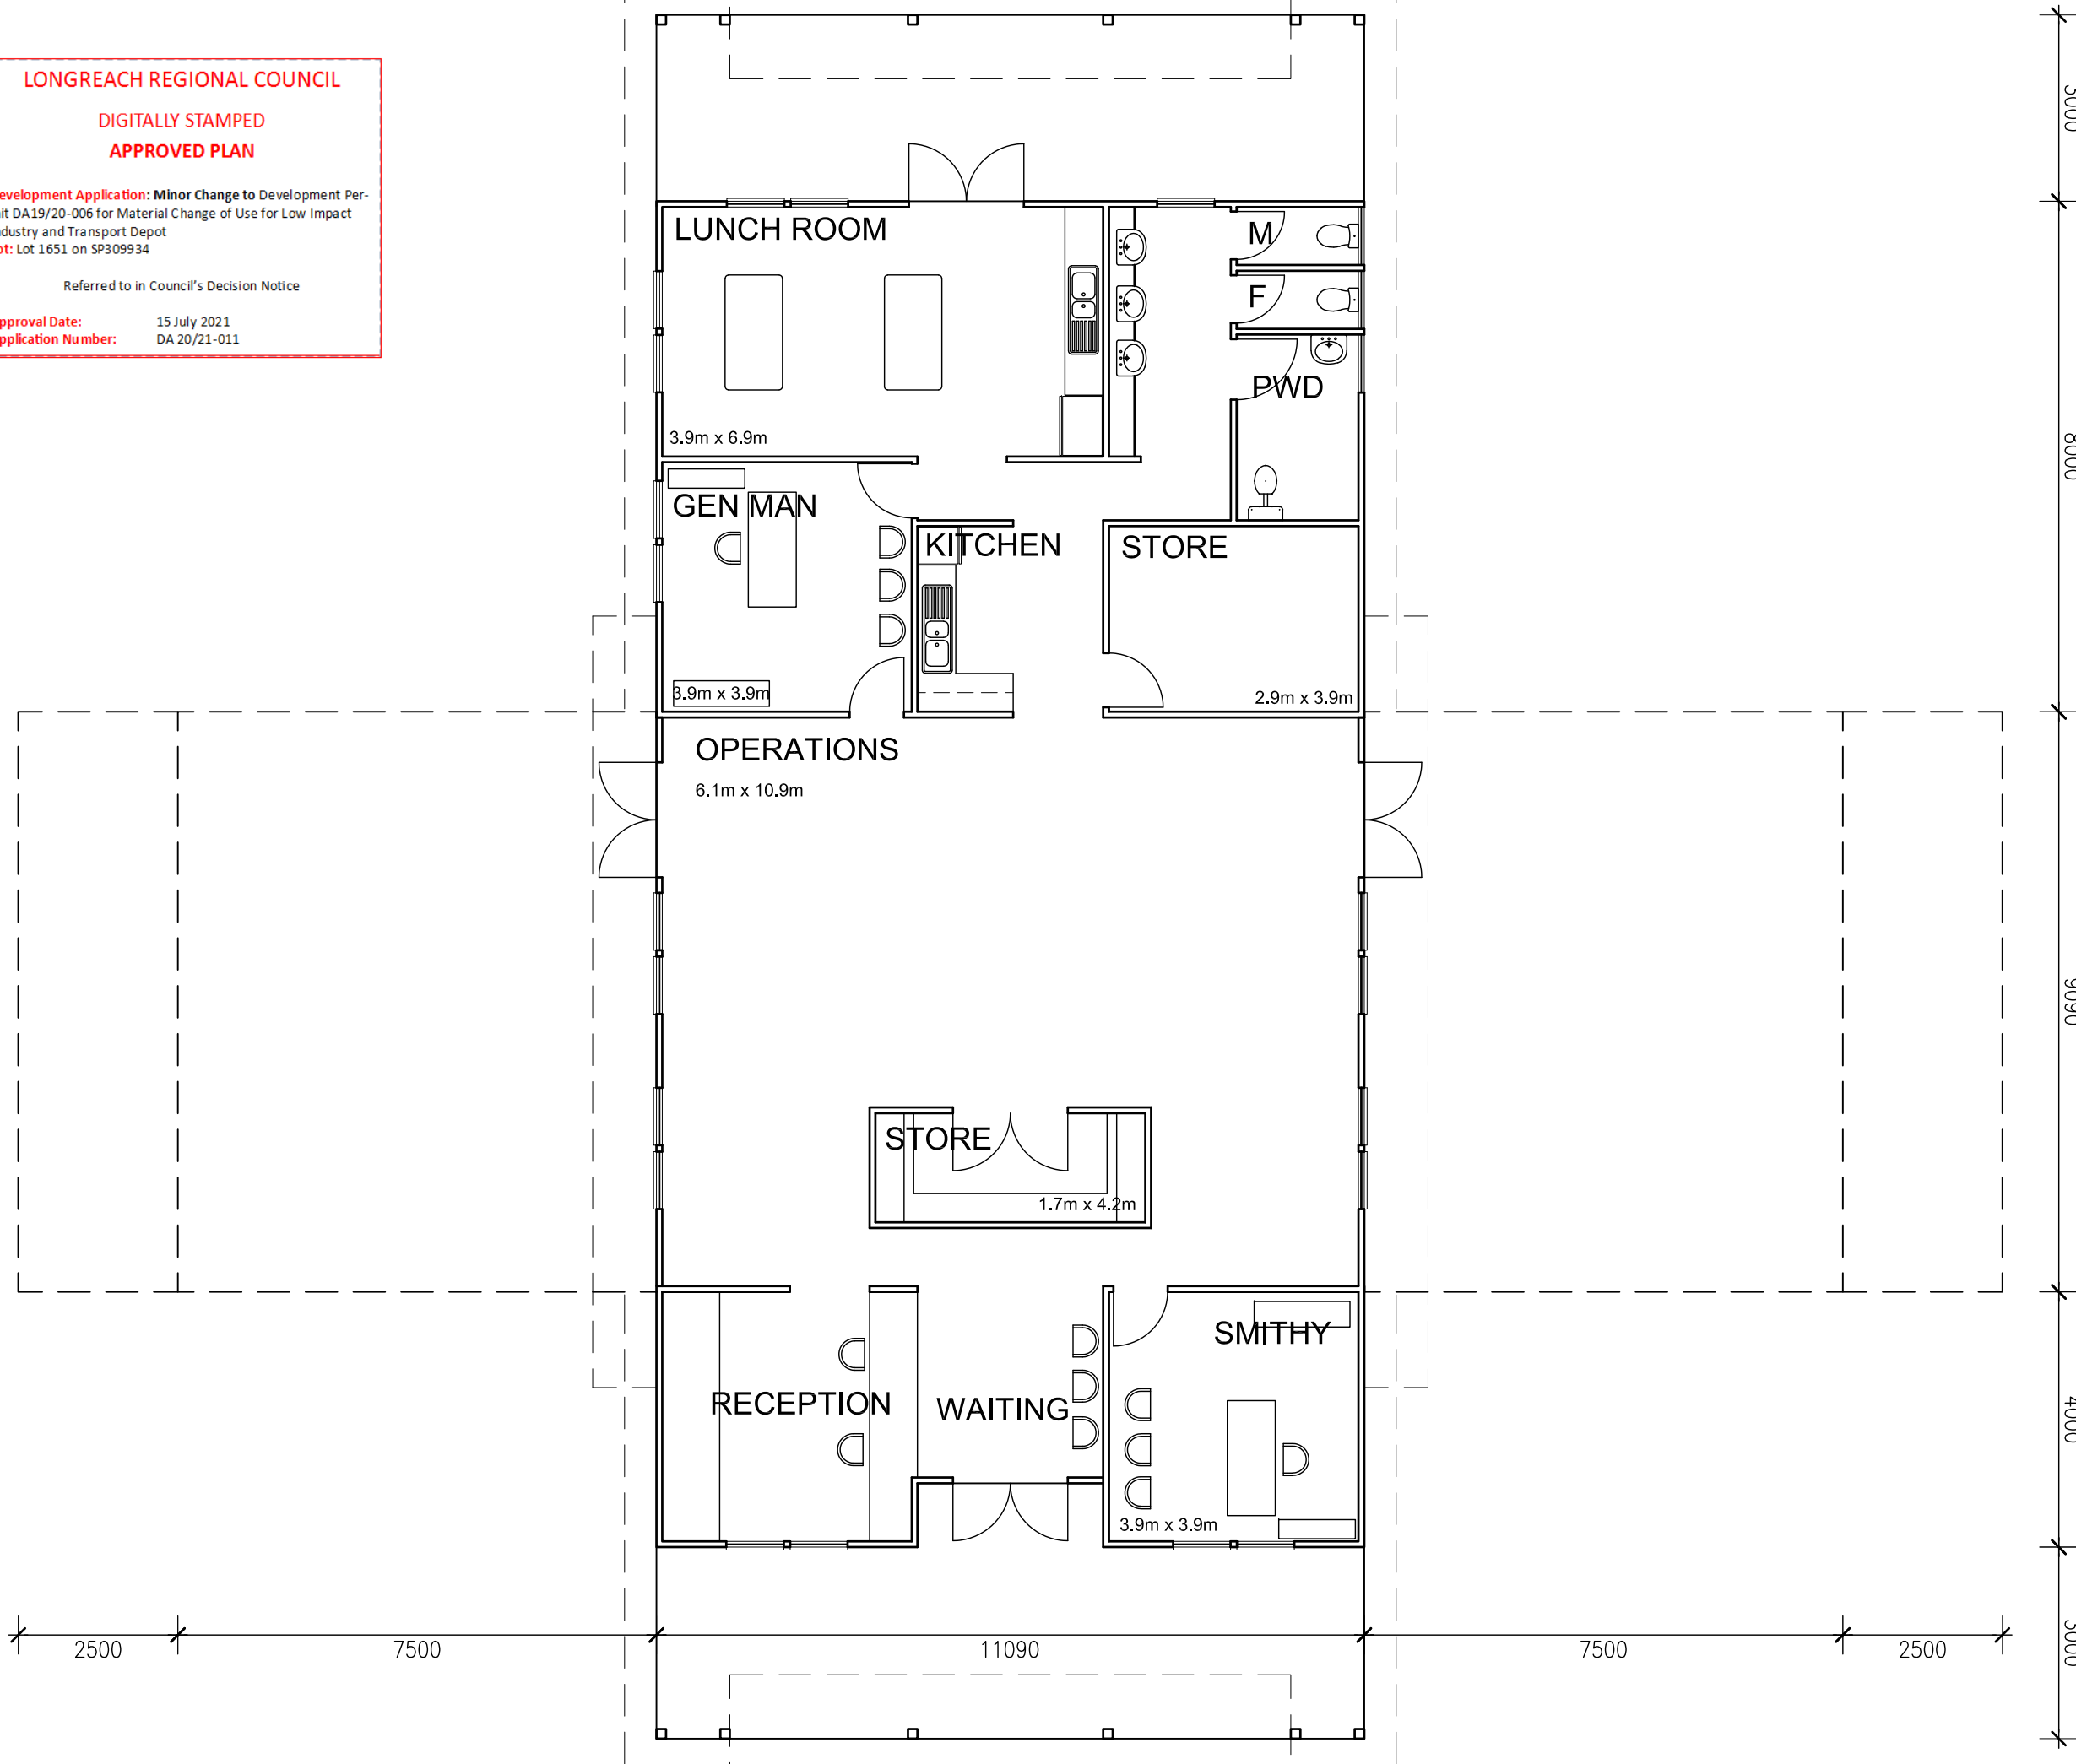 LONGREACH REGIONAL COUNCIL
DIGITALLY STAMPED
APPROVED PLAN
evelopment Application: Minor Change to Development Per-
it DA19/20-006 for Material Change of Use for Low Impact
dustry and Transport Depot
ot: Lot 1651 on SP309934
Referred to in Council's Decision Notice
pproval Date: 15 July 2021
pplication Number: DA 20/21-011
LUNCH ROOM
3.9m x 6.9m
M
F
PWD
GEN MAN
3.9m x 3.9m
KITCHEN
STORE
2.9m x 3.9m
OPERATIONS
6.1m x 10.9m
STORE
1.7m x 4.2m
RECEPTION
WAITING
SMITHY
3.9m x 3.9m
2500
7500
11090
7500
2500
3000
8000
9090
4000
3000